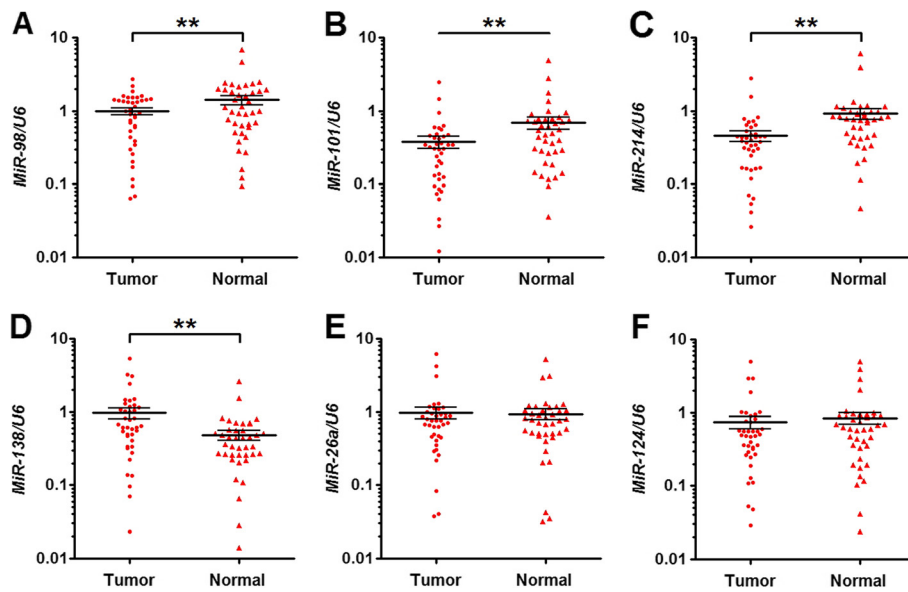 A
**
10
1
0.1
0.01
MiR-98/U6
Tumor Normal
B
**
10
1
0.1
0.01
MiR-101/U6
Tumor Normal
C
**
10
1
0.1
0.01
MiR-214/U6
Tumor Normal
D
**
10
1
0.1
0.01
MiR-138/U6
Tumor Normal
E
10
1
0.1
0.01
MiR-26a/U6
Tumor Normal
F
10
1
0.1
0.01
MiR-124/U6
Tumor Normal